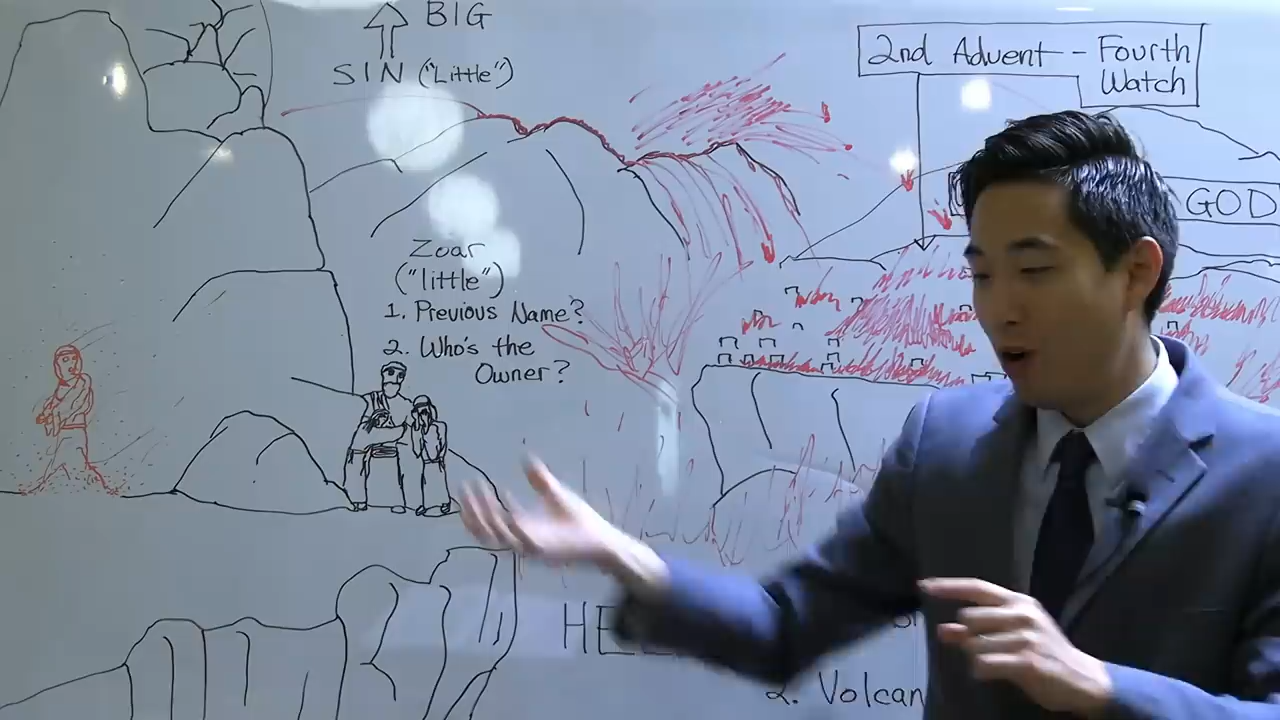 BIG
SIN ("Little")
2nd Advent - Fourth
Watch
GOD
Zoar
("little")
1. Previous Name?
2. Who's the
Owner?
2. Volcan